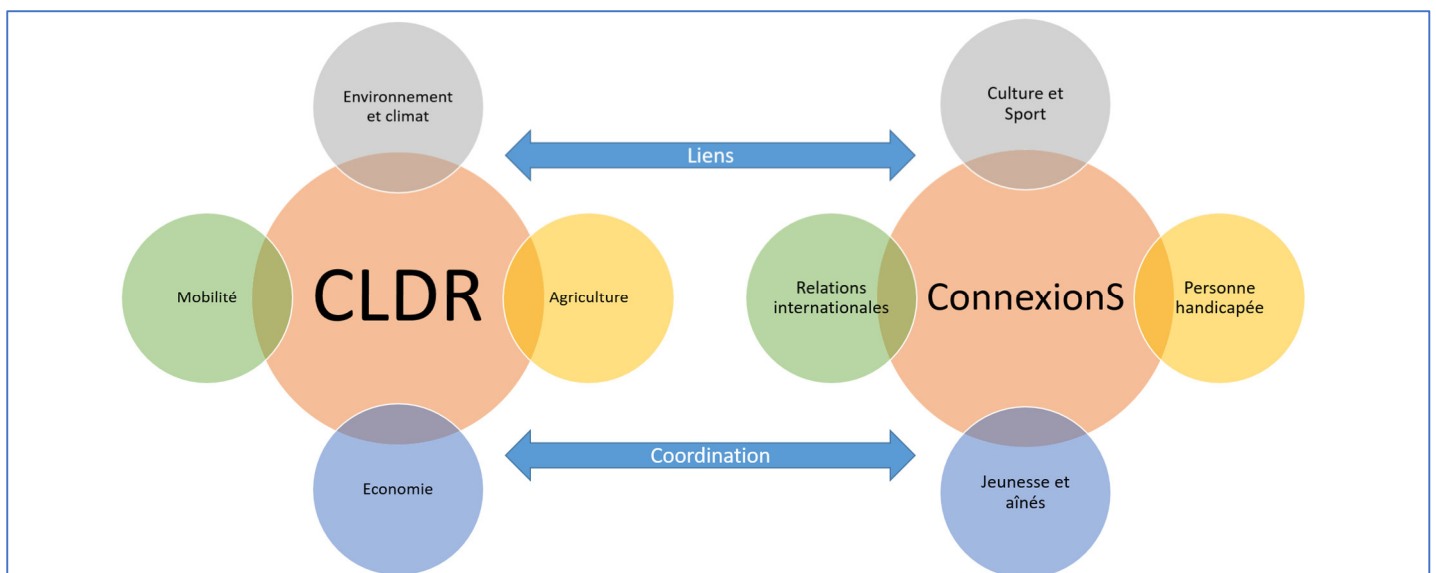 Environnement
et climat
Culture et
Sport
Liens
Mobilité
CLDR
Agriculture
Relations
internationales
ConnexionS
Personne
handicapée
Coordination
Economie
Jeunesse et
aînés